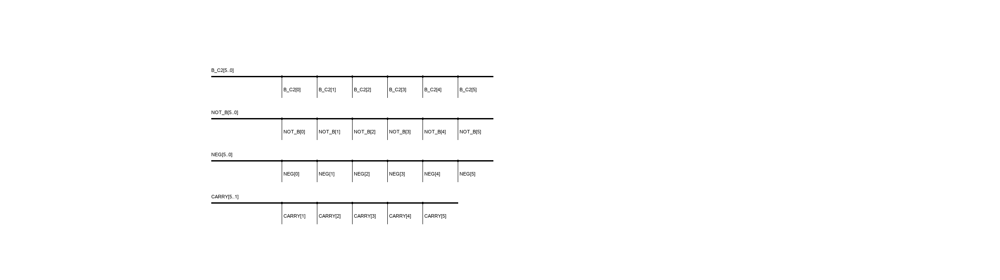 B_C2[5..0]
B_C2[0] B_C2[1] B_C2[2] B_C2[3] B_C2[4] B_C2[5]
NOT_B[5..0]
NOT_B[0] NOT_B[1] NOT_B[2] NOT_B[3] NOT_B[4] NOT_B[5]
NEG[5..0]
NEG[0] NEG[1] NEG[2] NEG[3] NEG[4] NEG[5]
CARRY[5..1]
CARRY[1] CARRY[2] CARRY[3] CARRY[4] CARRY[5]